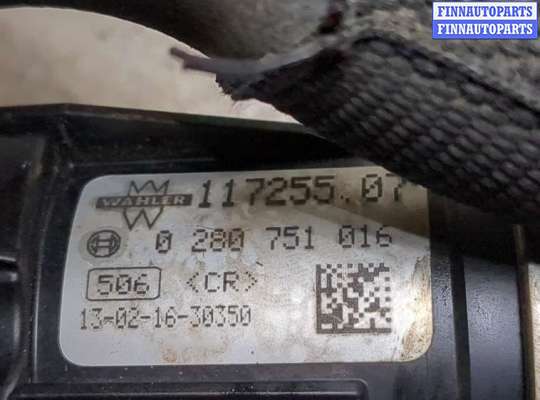 FINNAUTOPARTS
FINNAUTOPARTS
WAHLER 117255.07
0 280 751 016
506 <CR>
13-02-16-30350